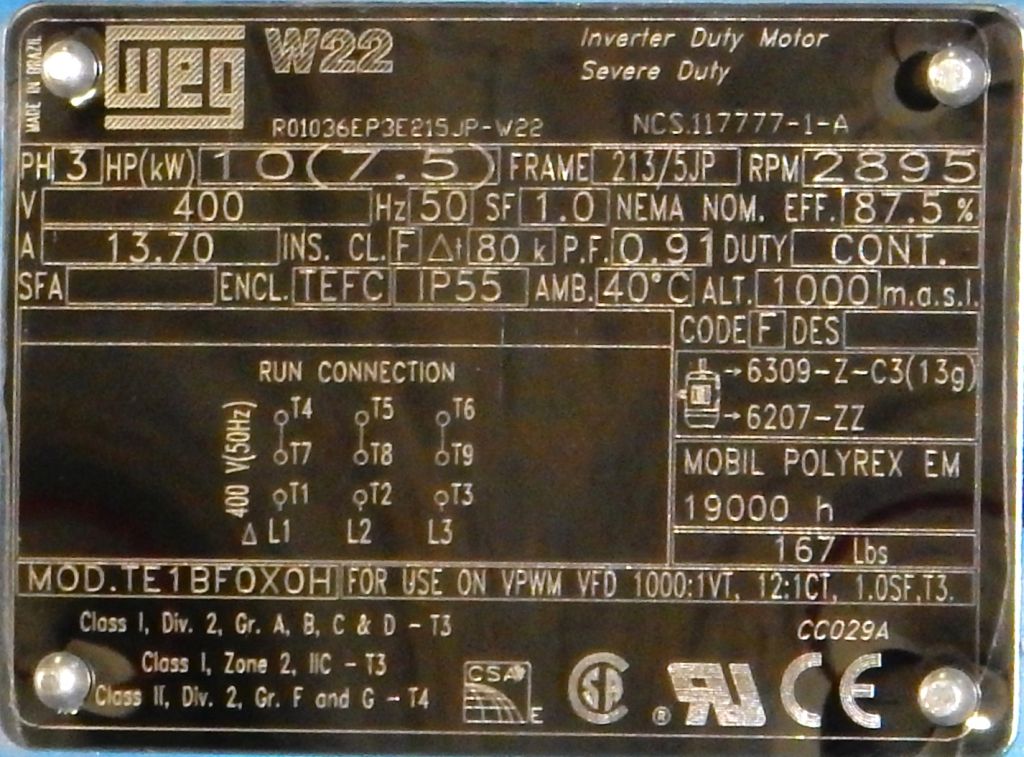 MADE IN BRAZIL
WEG W22
Inverter Duty Motor
Severe Duty
R01036EP3E215JP-W22 NCS.117777-1-A
PH 3 HP(kW) 10(7.5) FRAME 213/5JP RPM 2895
V 400 Hz 50 SF 1.0 NEMA NOM. EFF. 87.5 %
A 13.70 INS. CL. F Δt 80 k P.F. 0.91 DUTY CONT.
SFA ENCL. TEFC IP55 AMB. 40°C ALT. 1000 m.a.s.l.
CODE F DES
RUN CONNECTION
400 V(50Hz)
T4 T5 T6
T7 T8 T9
T1 T2 T3
Δ L1 L2 L3
→6309-Z-C3(13g)
→6207-ZZ
MOBIL POLYREX EM
19000 h
167 Lbs
MOD.TE1BF0X0H FOR USE ON VPWM VFD 1000:1VT, 12:1CT, 1.0SF,T3.
Class I, Div. 2, Gr. A, B, C & D - T3
Class I, Zone 2, IIC - T3
Class II, Div. 2, Gr. F and G - T4
CC029A
CSA E
CSA
® UL
CE